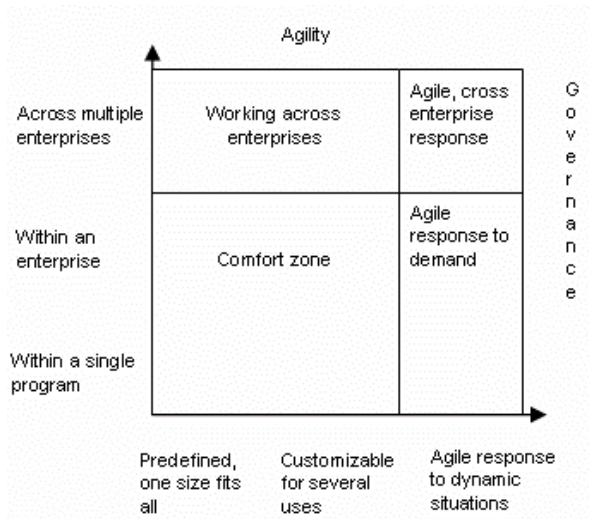 Agility
Across multiple
enterprises
Working across
enterprises
Agile, cross
enterprise
response
Governance
Within an
enterprise
Comfort zone
Agile
response to
demand
Within a single
program
Predefined,
one size fits
all
Customizable
for several
uses
Agile response
to dynamic
situations